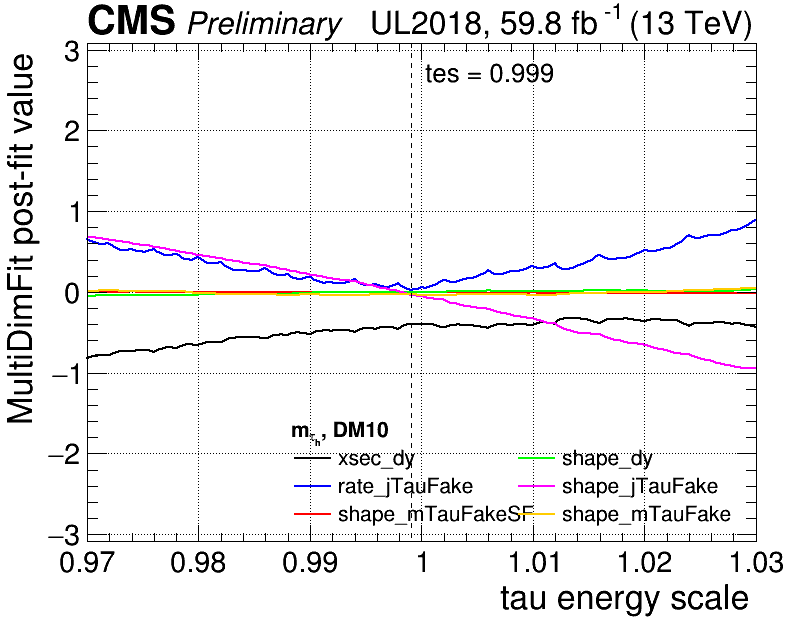 CMS Preliminary UL2018, 59.8 fb⁻¹ (13 TeV)
MultiDimFit post-fit value
3
2
1
0
−1
−2
−3
tes = 0.999
m_τₕ, DM10
xsec_dy shape_dy
rate_jTauFake shape_jTauFake
shape_mTauFakeSF shape_mTauFake
0.97 0.98 0.99 1 1.01 1.02 1.03
tau energy scale